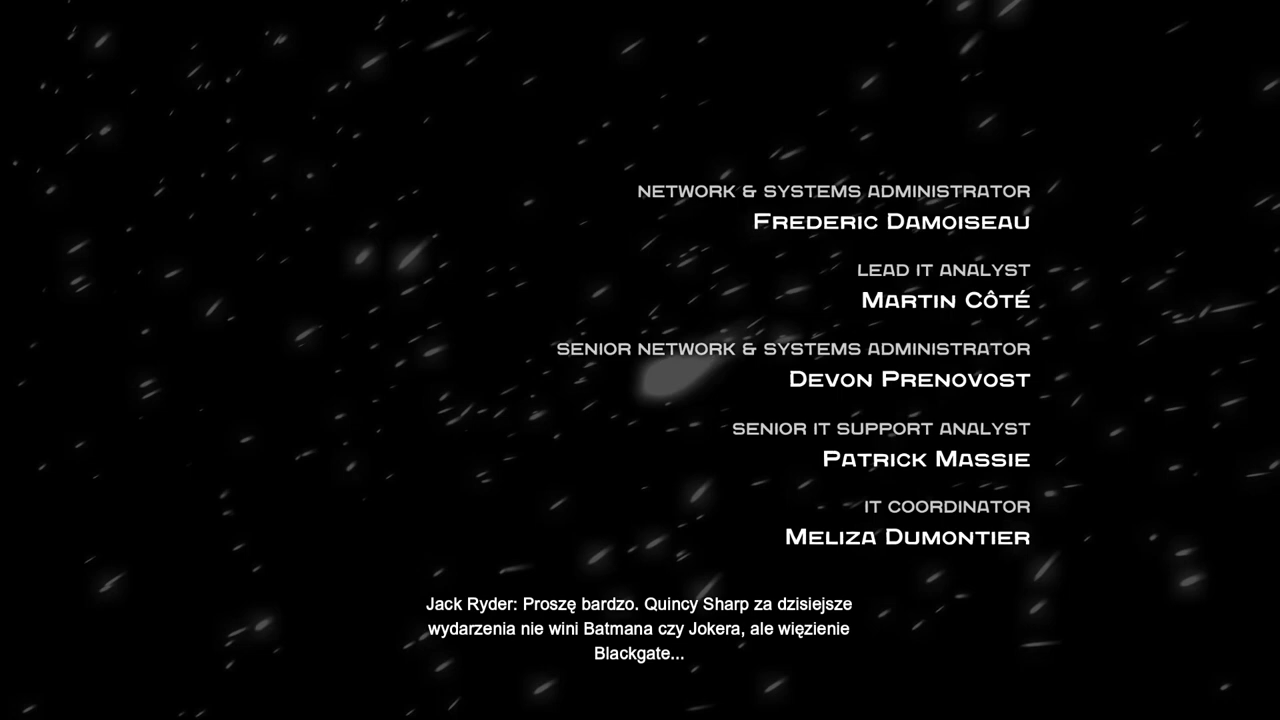 NETWORK & SYSTEMS ADMINISTRATOR
FREDERIC DAMOISEAU
LEAD IT ANALYST
MARTIN CÔTÉ
SENIOR NETWORK & SYSTEMS ADMINISTRATOR
DEVON PRENOVOST
SENIOR IT SUPPORT ANALYST
PATRICK MASSIE
IT COORDINATOR
MELIZA DUMONTIER
Jack Ryder: Proszę bardzo. Quincy Sharp za dzisiejsze
wydarzenia nie wini Batmana czy Jokera, ale więzienie
Blackgate...